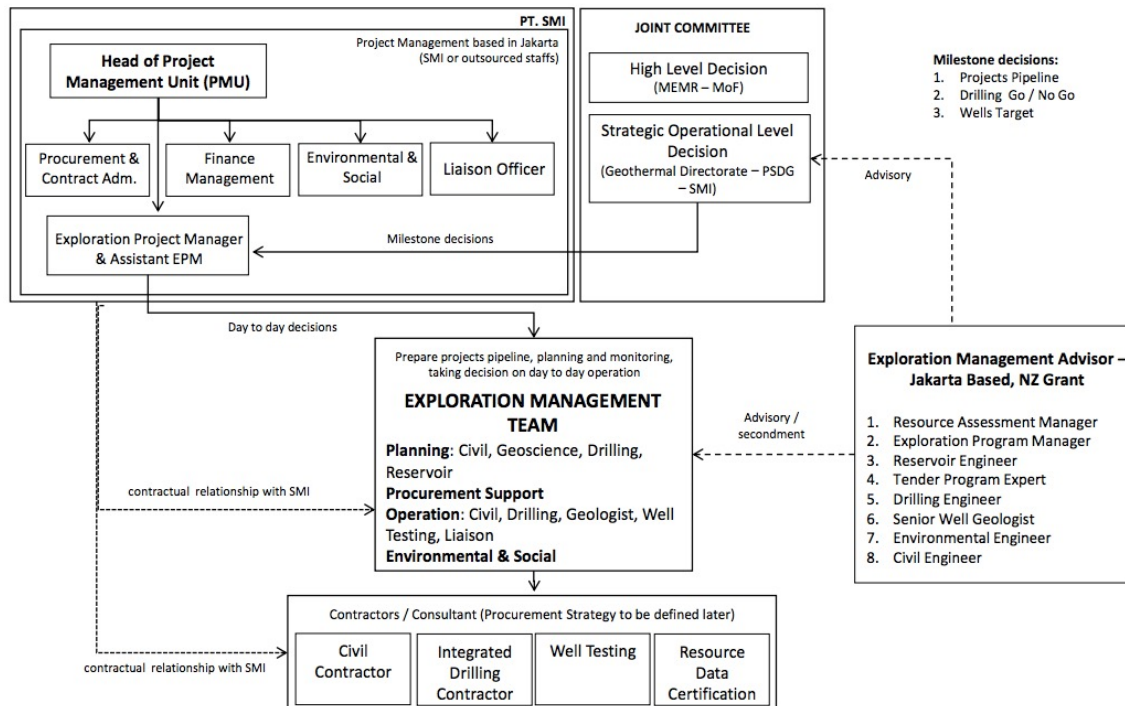 PT. SMI
Project Management based in Jakarta
(SMI or outsourced staffs)
Head of Project
Management Unit (PMU)
Procurement &
Contract Adm.
Finance
Management
Environmental &
Social
Liaison Officer
Exploration Project Manager
& Assistant EPM
JOINT COMMITTEE
High Level Decision
(MEMR – MoF)
Strategic Operational Level
Decision
(Geothermal Directorate – PSDG
– SMI)
Milestone decisions:
1. Projects Pipeline
2. Drilling Go / No Go
3. Wells Target
Advisory
Milestone decisions
Day to day decisions
Prepare projects pipeline, planning and monitoring,
taking decision on day to day operation
EXPLORATION MANAGEMENT
TEAM
Planning: Civil, Geoscience, Drilling,
Reservoir
Procurement Support
Operation: Civil, Drilling, Geologist, Well
Testing, Liaison
Environmental & Social
Advisory /
secondment
Exploration Management Advisor –
Jakarta Based, NZ Grant
1. Resource Assessment Manager
2. Exploration Program Manager
3. Reservoir Engineer
4. Tender Program Expert
5. Drilling Engineer
6. Senior Well Geologist
7. Environmental Engineer
8. Civil Engineer
contractual relationship with SMI
Contractors / Consultant (Procurement Strategy to be defined later)
Civil
Contractor
Integrated
Drilling
Contractor
Well Testing
Resource
Data
Certification
contractual relationship with SMI